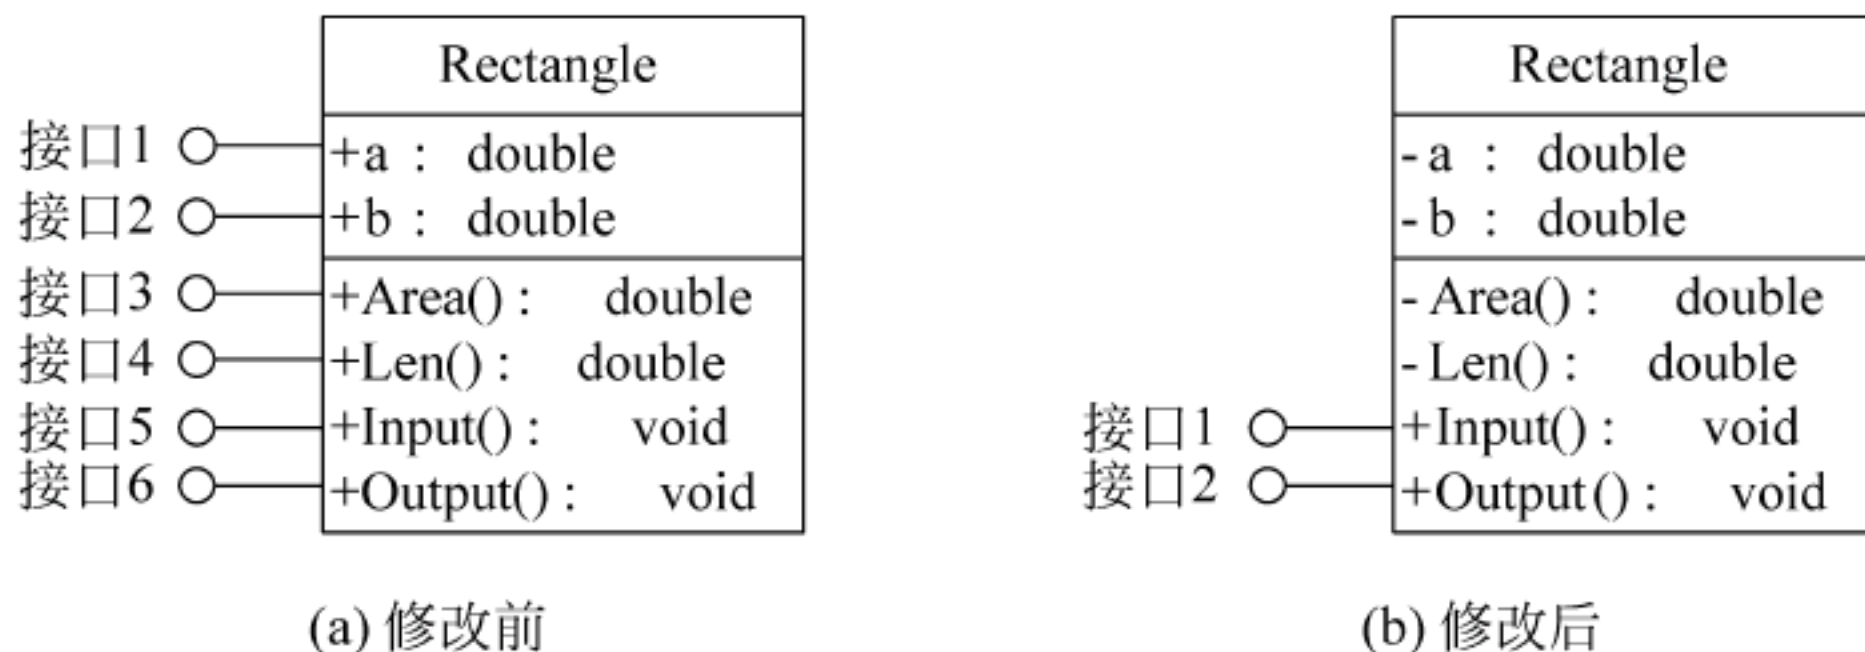 Rectangle
接口1 +a : double
接口2 +b : double
接口3 +Area() : double
接口4 +Len() : double
接口5 +Input() : void
接口6 +Output() : void
(a) 修改前
Rectangle
- a : double
- b : double
- Area() : double
- Len() : double
接口1 +Input() : void
接口2 +Output() : void
(b) 修改后